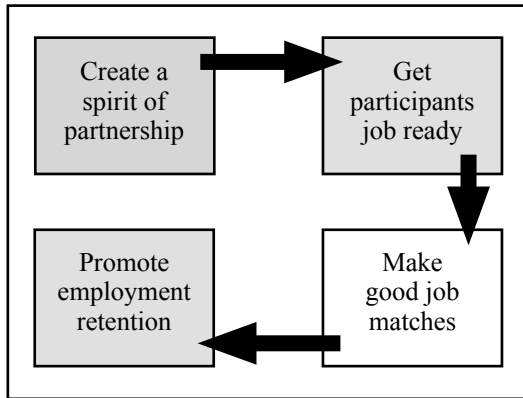 Create a
spirit of
partnership
Get
participants
job ready
Promote
employment
retention
Make
good job
matches